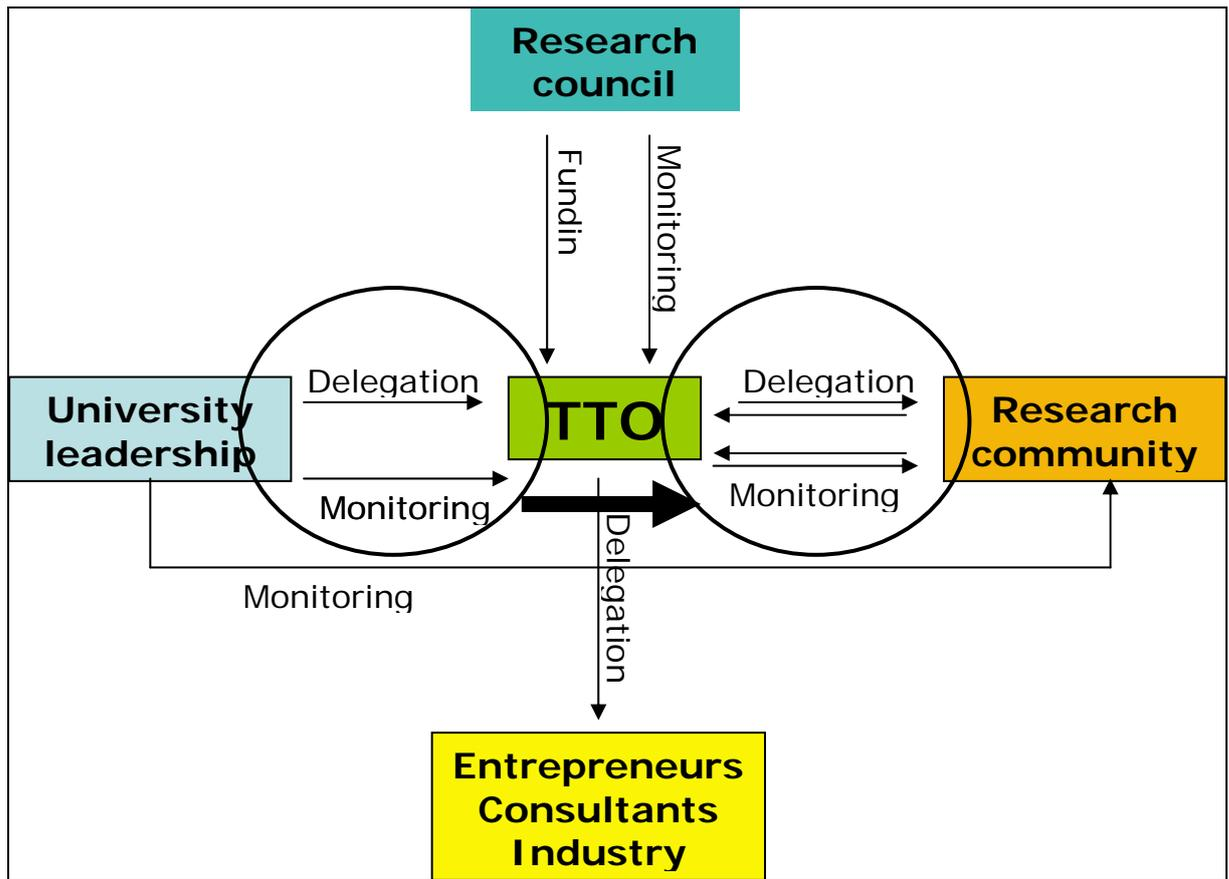 Research
council
Fundin
Monitoring
Delegation
Delegation
University
leadership
TTO
Research
community
Monitoring
Monitoring
Delegation
Monitoring
Entrepreneurs
Consultants
Industry